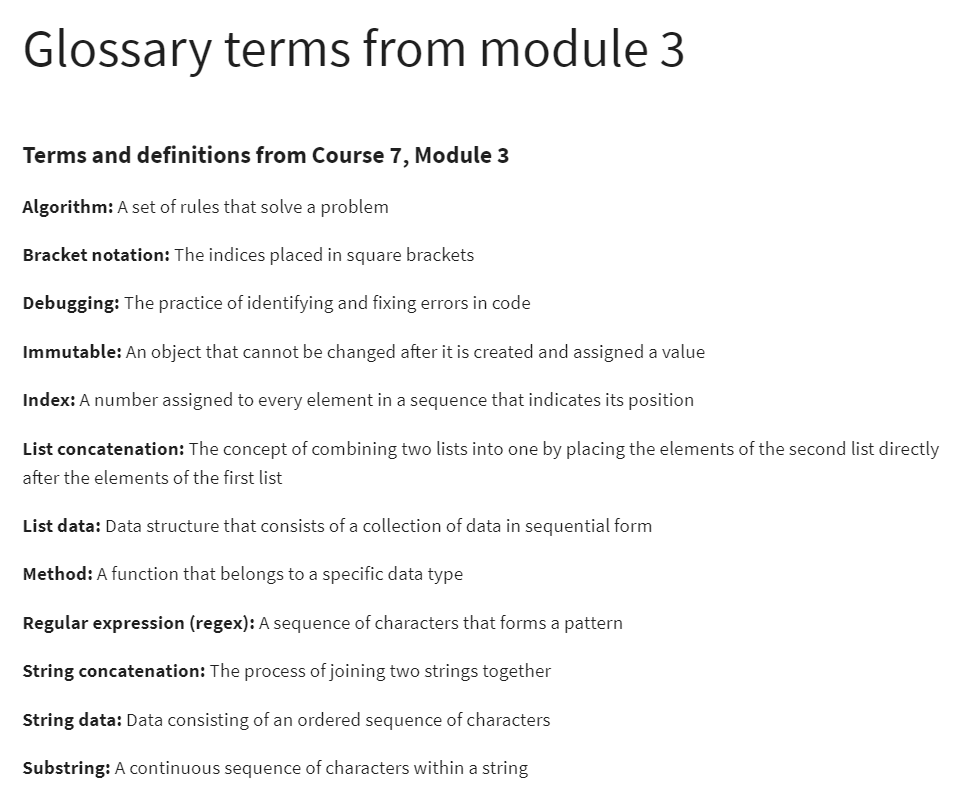 Glossary terms from module 3
Terms and definitions from Course 7, Module 3
Algorithm: A set of rules that solve a problem
Bracket notation: The indices placed in square brackets
Debugging: The practice of identifying and fixing errors in code
Immutable: An object that cannot be changed after it is created and assigned a value
Index: A number assigned to every element in a sequence that indicates its position
List concatenation: The concept of combining two lists into one by placing the elements of the second list directly
after the elements of the first list
List data: Data structure that consists of a collection of data in sequential form
Method: A function that belongs to a specific data type
Regular expression (regex): A sequence of characters that forms a pattern
String concatenation: The process of joining two strings together
String data: Data consisting of an ordered sequence of characters
Substring: A continuous sequence of characters within a string